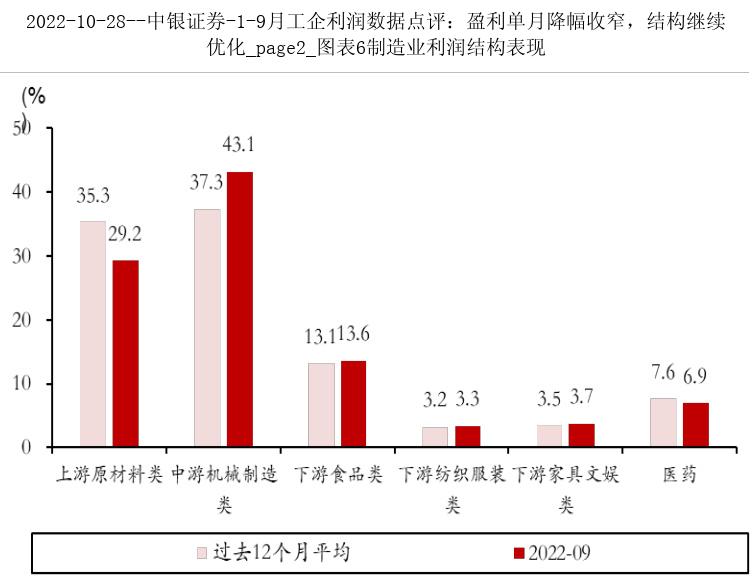 2022-10-28--中银证券-1-9月工企利润数据点评：盈利单月降幅收窄，结构继续
优化_page2_图表6制造业利润结构表现
(%
)
50
40
30
20
10
0
35.3
29.2
37.3
43.1
13.1
13.6
3.2
3.3
3.5
3.7
7.6
6.9
上游原材料类
中游机械制造
类
下游食品类
下游纺织服装
类
下游家具文娱
类
医药
过去12个月平均
2022-09